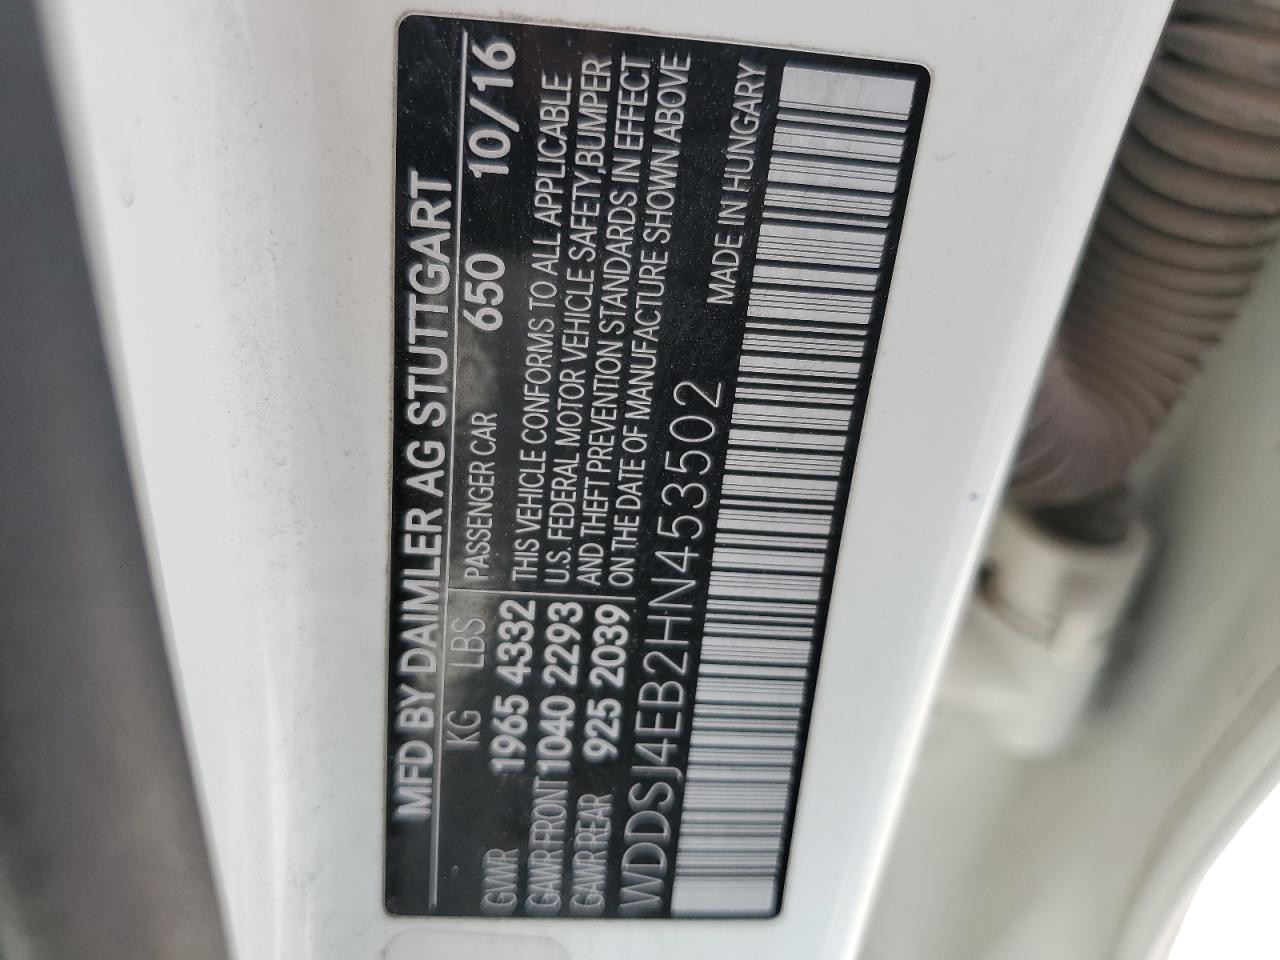 MFD BY DAIMLER AG STUTTGART
KG LBS PASSENGER CAR 650 10/16
GVWR 1965 4332 THIS VEHICLE CONFORMS TO ALL APPLICABLE
GAWR FRONT 1040 2293 U.S. FEDERAL MOTOR VEHICLE SAFETY,BUMPER
GAWR REAR 925 2039 AND THEFT PREVENTION STANDARDS IN EFFECT
ON THE DATE OF MANUFACTURE SHOWN ABOVE
WDDSJ4EB2HN453502 MADE IN HUNGARY